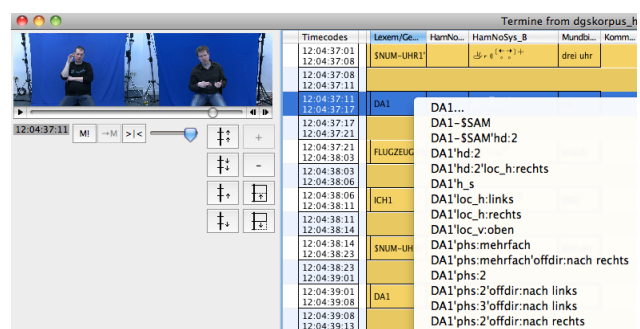 Termine from dgskorpus_h
Timecodes Lexem/Ge... HamNo... HamNoSys_B Mundbi... Komm...
12:04:37:01
12:04:37:08
$NUM-UHR1' drei uhr
12:04:37:08
12:04:37:11
12:04:37:11
12:04:37:17
DA1
12:04:37:17
12:04:37:21
12:04:37:21
12:04:38:03
FLUGZEUG
12:04:38:03
12:04:38:06
12:04:38:06
12:04:38:11
ICH1
12:04:38:11
12:04:38:14
12:04:38:14
12:04:38:23
$NUM-UH
12:04:38:23
12:04:39:01
12:04:39:01
12:04:39:08
DA1
12:04:39:08
12:04:39:13
DA1...
DA1-$SAM
DA1-$SAM'hd:2
DA1'hd:2
DA1'hd:2'loc_h:rechts
DA1'h_s
DA1'loc_h:links
DA1'loc_h:rechts
DA1'loc_v:oben
DA1'phs:mehrfach
DA1'phs:mehrfach'offdir:nach rechts
DA1'phs:2
DA1'phs:2'offdir:nach links
DA1'phs:3'offdir:nach links
DA1'phs:2'offdir:nach rechts
12:04:37:11 M! →M >|<
+
-